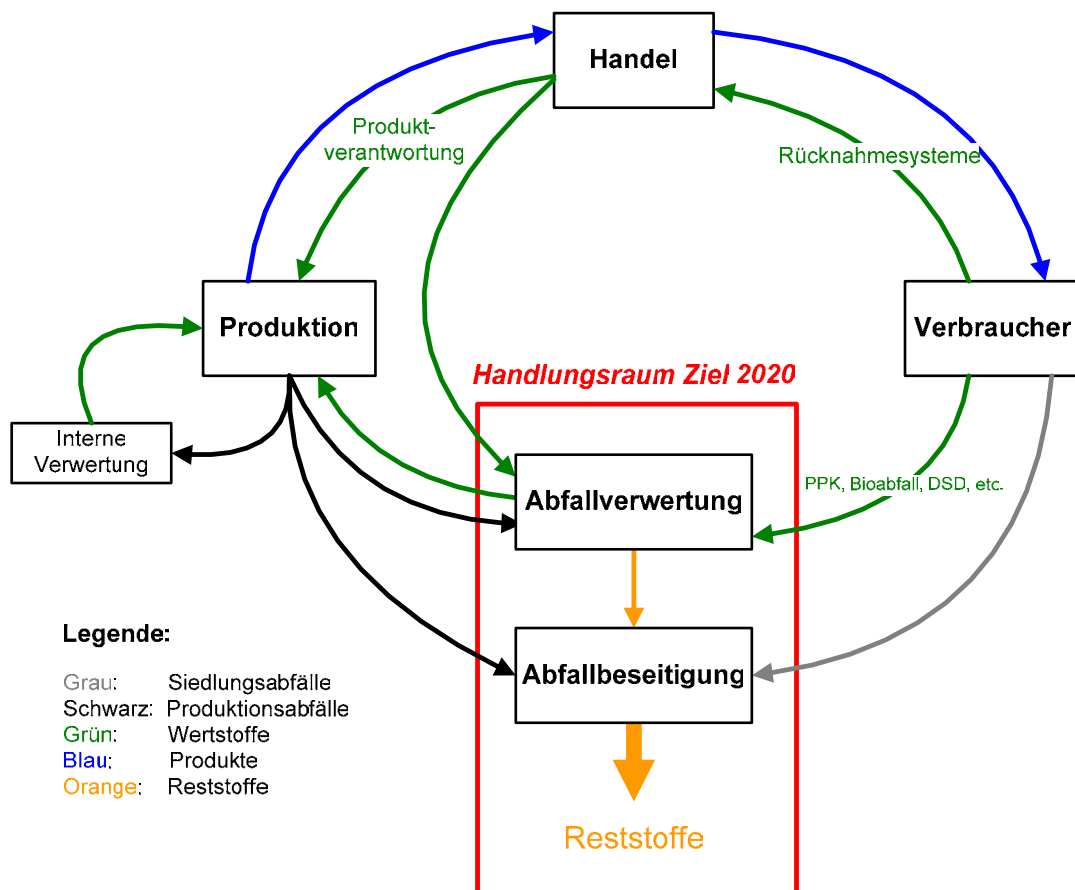 Handel
Produkt-
verantwortung
Rücknahmesysteme
Produktion
Verbraucher
Handlungsraum Ziel 2020
Interne
Verwertung
Abfallverwertung
PPK, Bioabfall, DSD, etc.
Legende:
Abfallbeseitigung
Grau: Siedlungsabfälle
Schwarz: Produktionsabfälle
Grün: Wertstoffe
Blau: Produkte
Orange: Reststoffe
Reststoffe